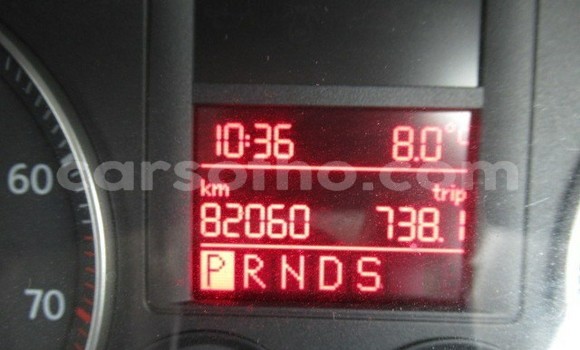 10:36 8.0°C
60
carsomo.com
km trip
82060 738.1
PRNDS
70